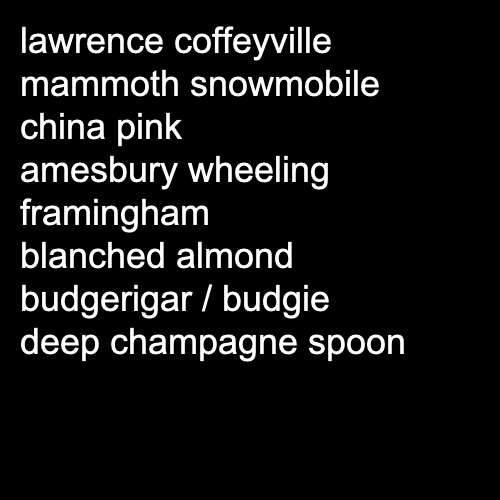 lawrence coffeyville
mammoth snowmobile
china pink
amesbury wheeling
framingham
blanched almond
budgerigar / budgie
deep champagne spoon